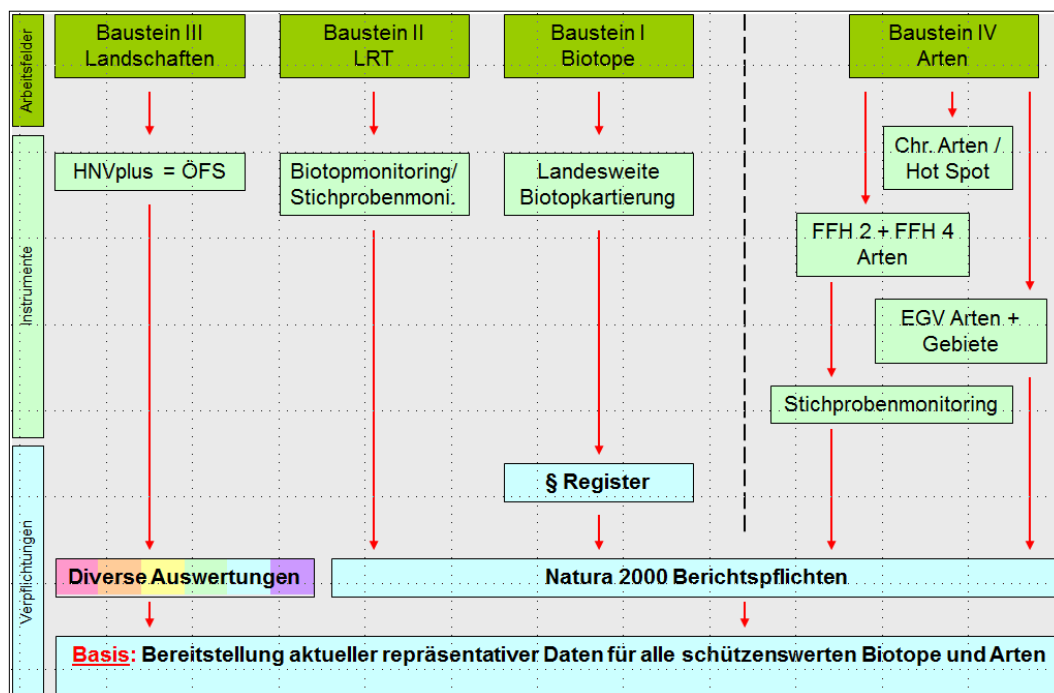 Arbeitsfelder
Baustein III
Landschaften
Baustein II
LRT
Baustein I
Biotope
Baustein IV
Arten
Instrumente
HNVplus = ÖFS
Biotopmonitoring/
Stichprobenmoni.
Landesweite
Biotopkartierung
Chr. Arten /
Hot Spot
FFH 2 + FFH 4
Arten
EGV Arten +
Gebiete
Stichprobenmonitoring
Verpflichtungen
§ Register
Diverse Auswertungen
Natura 2000 Berichtspflichten
Basis: Bereitstellung aktueller repräsentativer Daten für alle schützenswerten Biotope und Arten